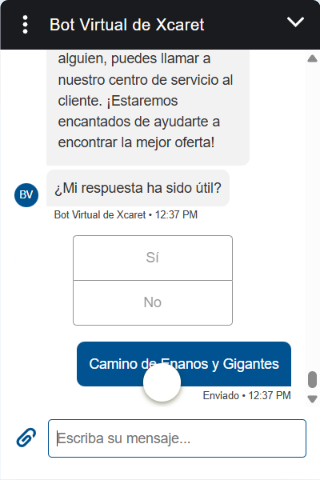 Bot Virtual de Xcaret
alguien, puedes llamar a
nuestro centro de servicio al
cliente. ¡Estaremos
encantados de ayudarte a
encontrar la mejor oferta!
¿Mi respuesta ha sido útil?
BV
Bot Virtual de Xcaret • 12:37 PM
Sí
No
Camino de Enanos y Gigantes
Enviado • 12:37 PM
Escriba su mensaje...